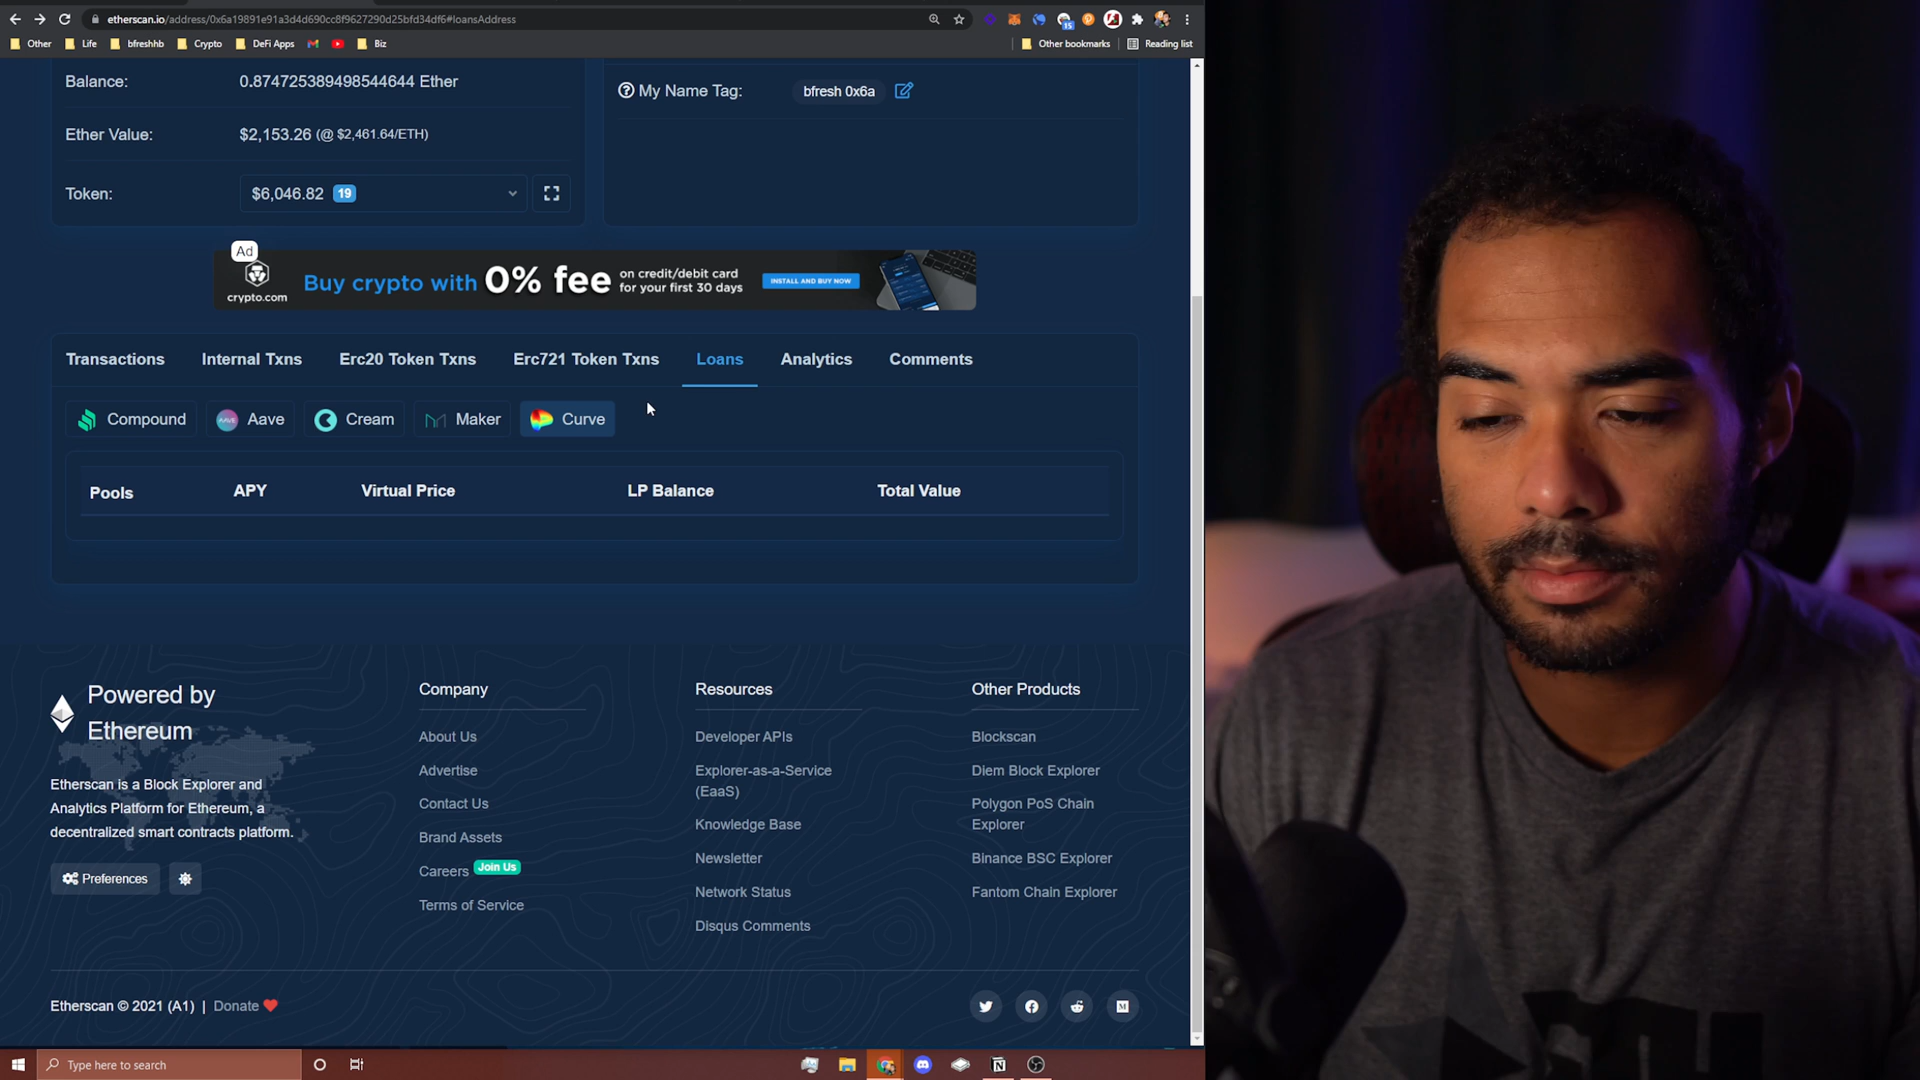 etherscan.io/address/0x6a19891e91a3d4d690cc8f9627290d25bfd34df6#loansAddress
15
Other
Life
bfreshhb
Crypto
DeFi Apps
Biz
Other bookmarks
Reading list
Balance:
0.874725389498544644 Ether
My Name Tag:
bfresh 0x6a
Ether Value:
$2,153.26 (@ $2,461.64/ETH)
Token:
$6,046.82 19
Ad
crypto.com
Buy crypto with 0% fee
on credit/debit card
for your first 30 days
INSTALL AND BUY NOW
Transactions
Internal Txns
Erc20 Token Txns
Erc721 Token Txns
Loans
Analytics
Comments
Compound
AAVE
Aave
Cream
Maker
Curve
Pools
APY
Virtual Price
LP Balance
Total Value
Powered by
Ethereum
Etherscan is a Block Explorer and
Analytics Platform for Ethereum, a
decentralized smart contracts platform.
Preferences
Company
About Us
Advertise
Contact Us
Brand Assets
Careers Join Us
Terms of Service
Resources
Developer APIs
Explorer-as-a-Service
(EaaS)
Knowledge Base
Newsletter
Network Status
Disqus Comments
Other Products
Blockscan
Diem Block Explorer
Polygon PoS Chain
Explorer
Binance BSC Explorer
Fantom Chain Explorer
Etherscan © 2021 (A1) | Donate
Type here to search